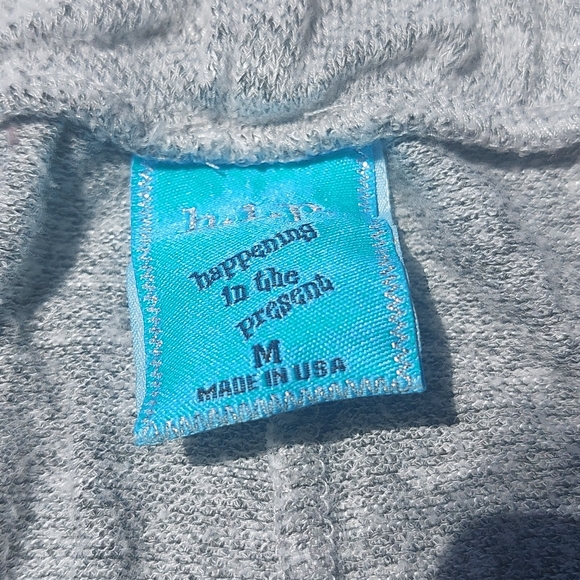 h.i.t.p.
happening
in the
present
M
MADE IN USA